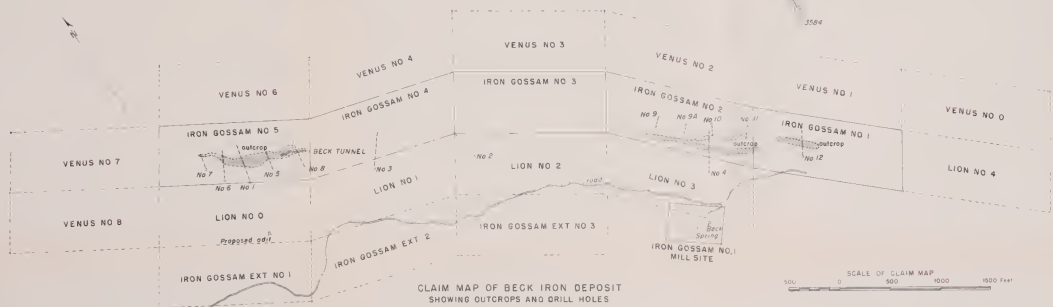 N
3584
VENUS NO 3
VENUS NO 4
VENUS NO 2
VENUS NO 6
VENUS NO 1
VENUS NO 0
IRON GOSSAM NO 3
IRON GOSSAM NO 4
IRON GOSSAM NO 2
IRON GOSSAM NO 5
IRON GOSSAM NO 1
No 9
No 9A
No 10
No 11
outcrop
BECK TUNNEL
outcrop
outcrop
VENUS NO 7
No 7
No 6
No 1
No 5
No 8
No 3
No 2
No 4
No 12
LION NO 1
LION NO 2
LION NO 3
LION NO 4
road
VENUS NO 8
LION NO 0
Proposed adit
IRON GOSSAM EXT NO 1
IRON GOSSAM EXT 2
IRON GOSSAM EXT NO 3
Beck
Spring
IRON GOSSAM NO. 1
MILL SITE
CLAIM MAP OF BECK IRON DEPOSIT
SHOWING OUTCROPS AND DRILL HOLES
SCALE OF CLAIM MAP
500 0 500 1000 1500 Feet